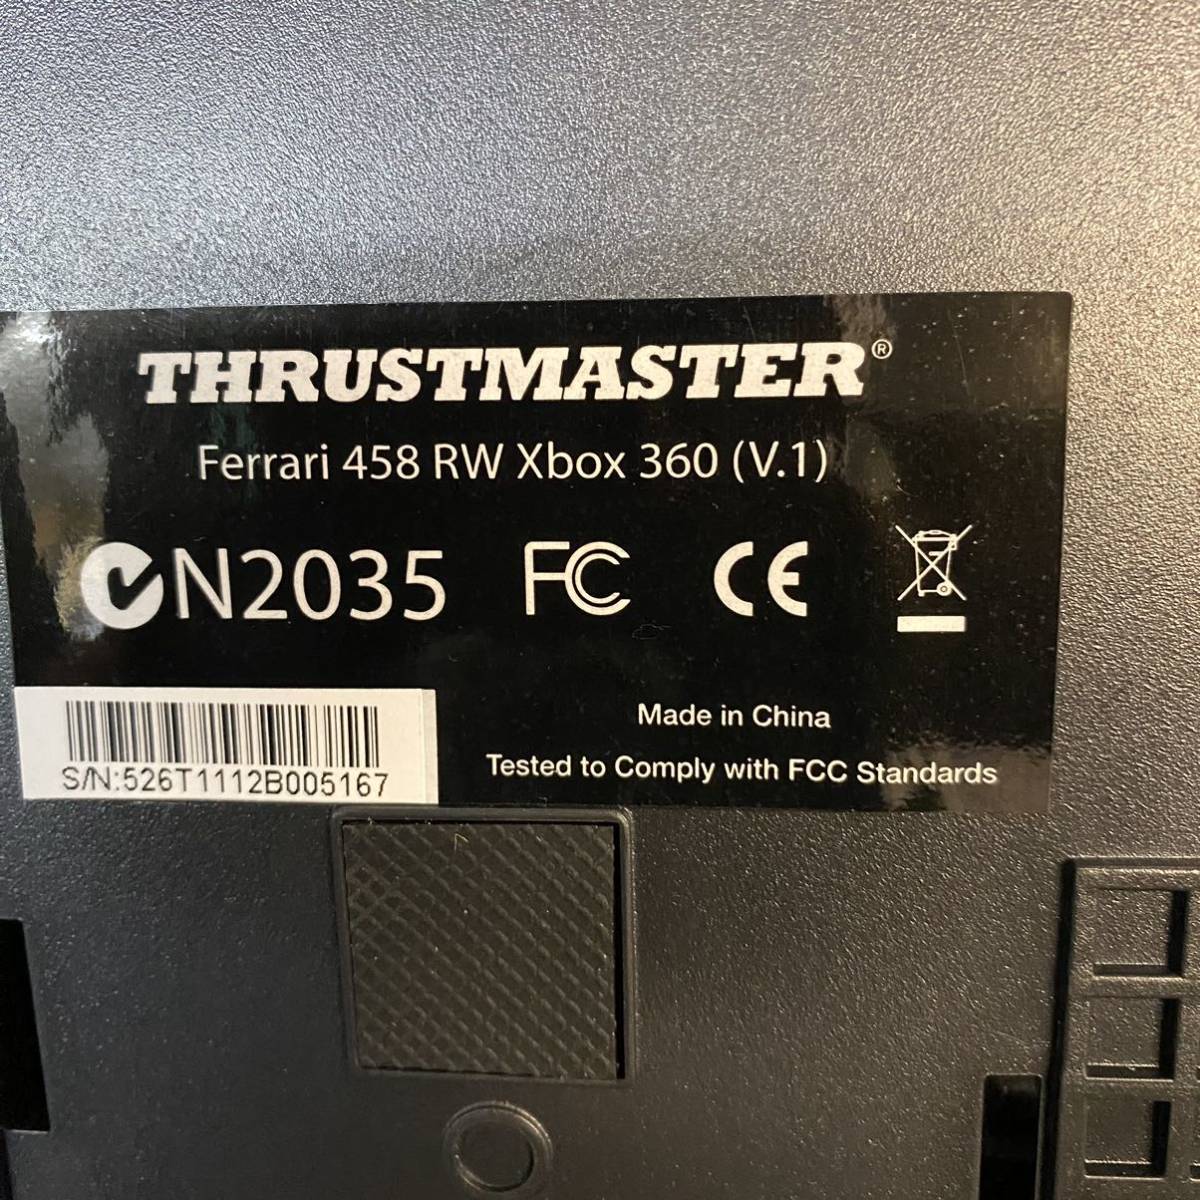 THRUSTMASTER®
Ferrari 458 RW Xbox 360 (V.1)
N2035 FC CE
Made in China
Tested to Comply with FCC Standards
S/N:526T1112B005167